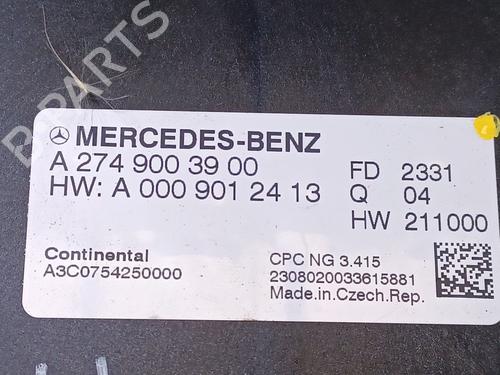 B PARTS
MERCEDES-BENZ
A 274 900 39 00
HW: A 000 901 24 13
FD 2331
Q 04
HW 211000
Continental
A3C0754250000
CPC NG 3.415
2308020033615881
Made.in.Czech.Rep.